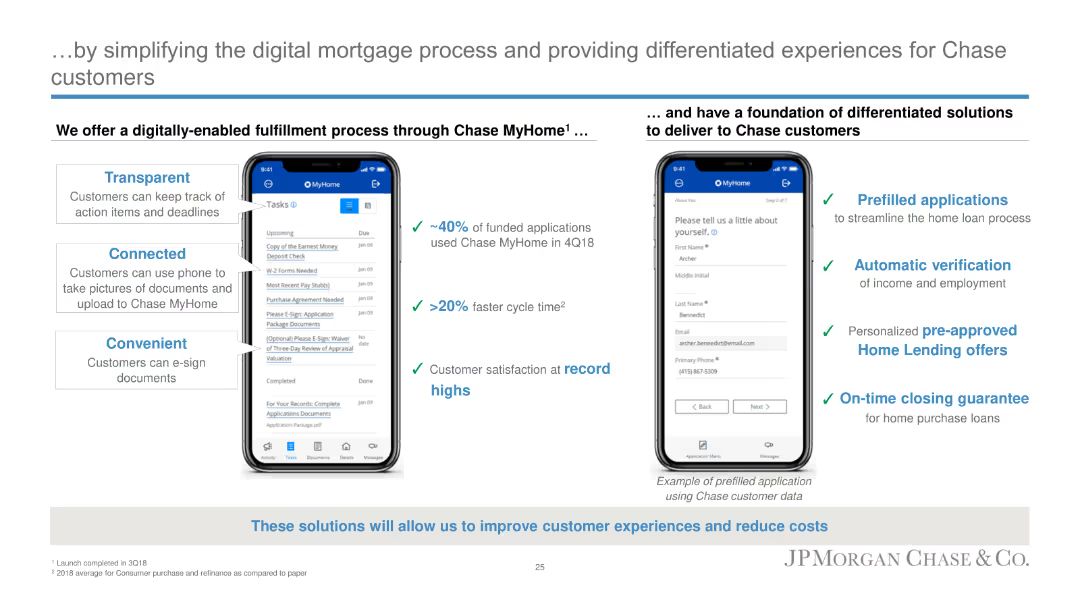 …by simplifying the digital mortgage process and providing differentiated experiences for Chase
customers
We offer a digitally-enabled fulfillment process through Chase MyHome¹ …
Transparent
Customers can keep track of
action items and deadlines
Connected
Customers can use phone to
take pictures of documents and
upload to Chase MyHome
Convenient
Customers can e-sign
documents
9:41
MyHome
Tasks
Upcoming Due
Copy of the Earnest Money Jan 08
Deposit Check
W-2 Forms Needed Jan 09
Most Recent Pay Stub(s) Jan 09
Purchase Agreement Needed Jan 09
Please E-Sign: Application Jan 09
Package Documents
(Optional) Please E-Sign: Waiver No
of Three-Day Review of Appraisal date
Valuation
Completed Done
For Your Records: Complete Jan 09
Applications Documents
Application Package.pdf
Activity Tasks Documents Details Messages
✓ ~40% of funded applications
used Chase MyHome in 4Q18
✓ >20% faster cycle time²
✓ Customer satisfaction at record
highs
… and have a foundation of differentiated solutions
to deliver to Chase customers
9:41
MyHome
About You Step 2 of 7
Please tell us a little about
yourself.
First Name
Archer
Middle Initial
Last Name
Bennedict
Email
archer.bennedict@email.com
Primary Phone
(415) 867-5309
< Back Next >
Application Menu Messages
Example of prefilled application
using Chase customer data
✓ Prefilled applications
to streamline the home loan process
✓ Automatic verification
of income and employment
✓ Personalized pre-approved
Home Lending offers
✓ On-time closing guarantee
for home purchase loans
These solutions will allow us to improve customer experiences and reduce costs
¹ Launch completed in 3Q18
² 2018 average for Consumer purchase and refinance as compared to paper
25
JPMORGAN CHASE & CO.